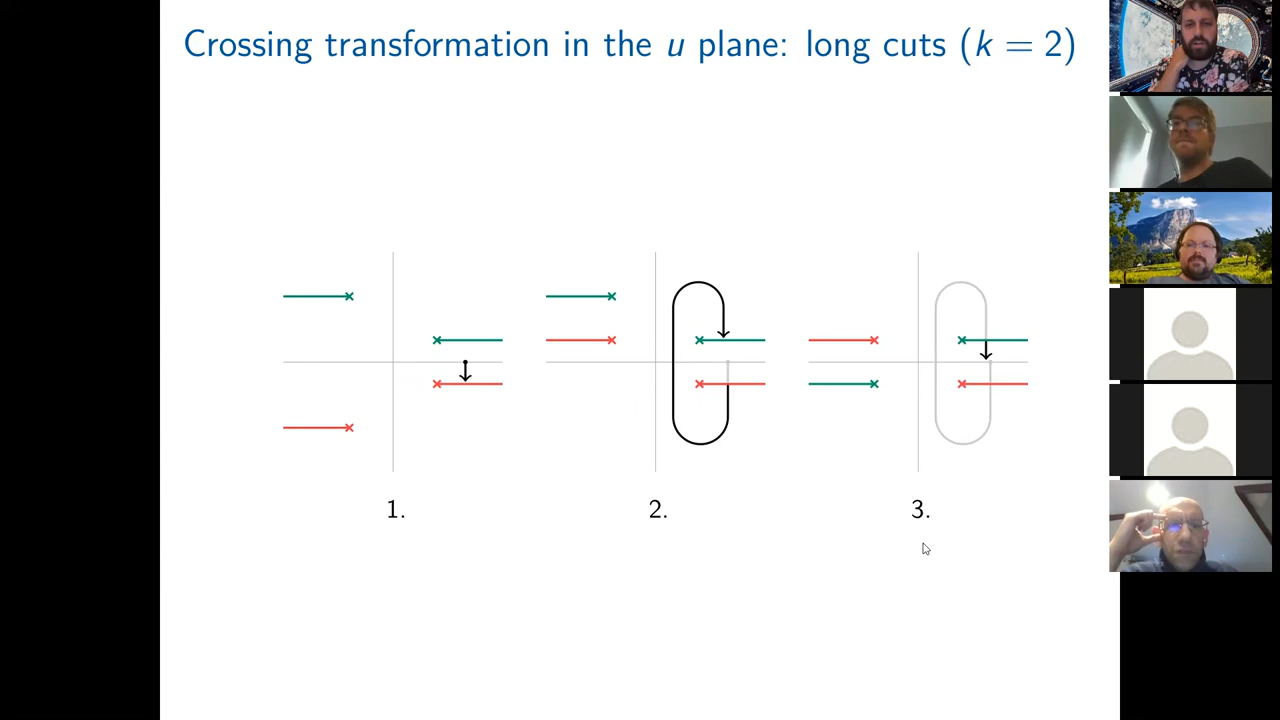 Crossing transformation in the u plane: long cuts (k = 2)
1.
2.
3.